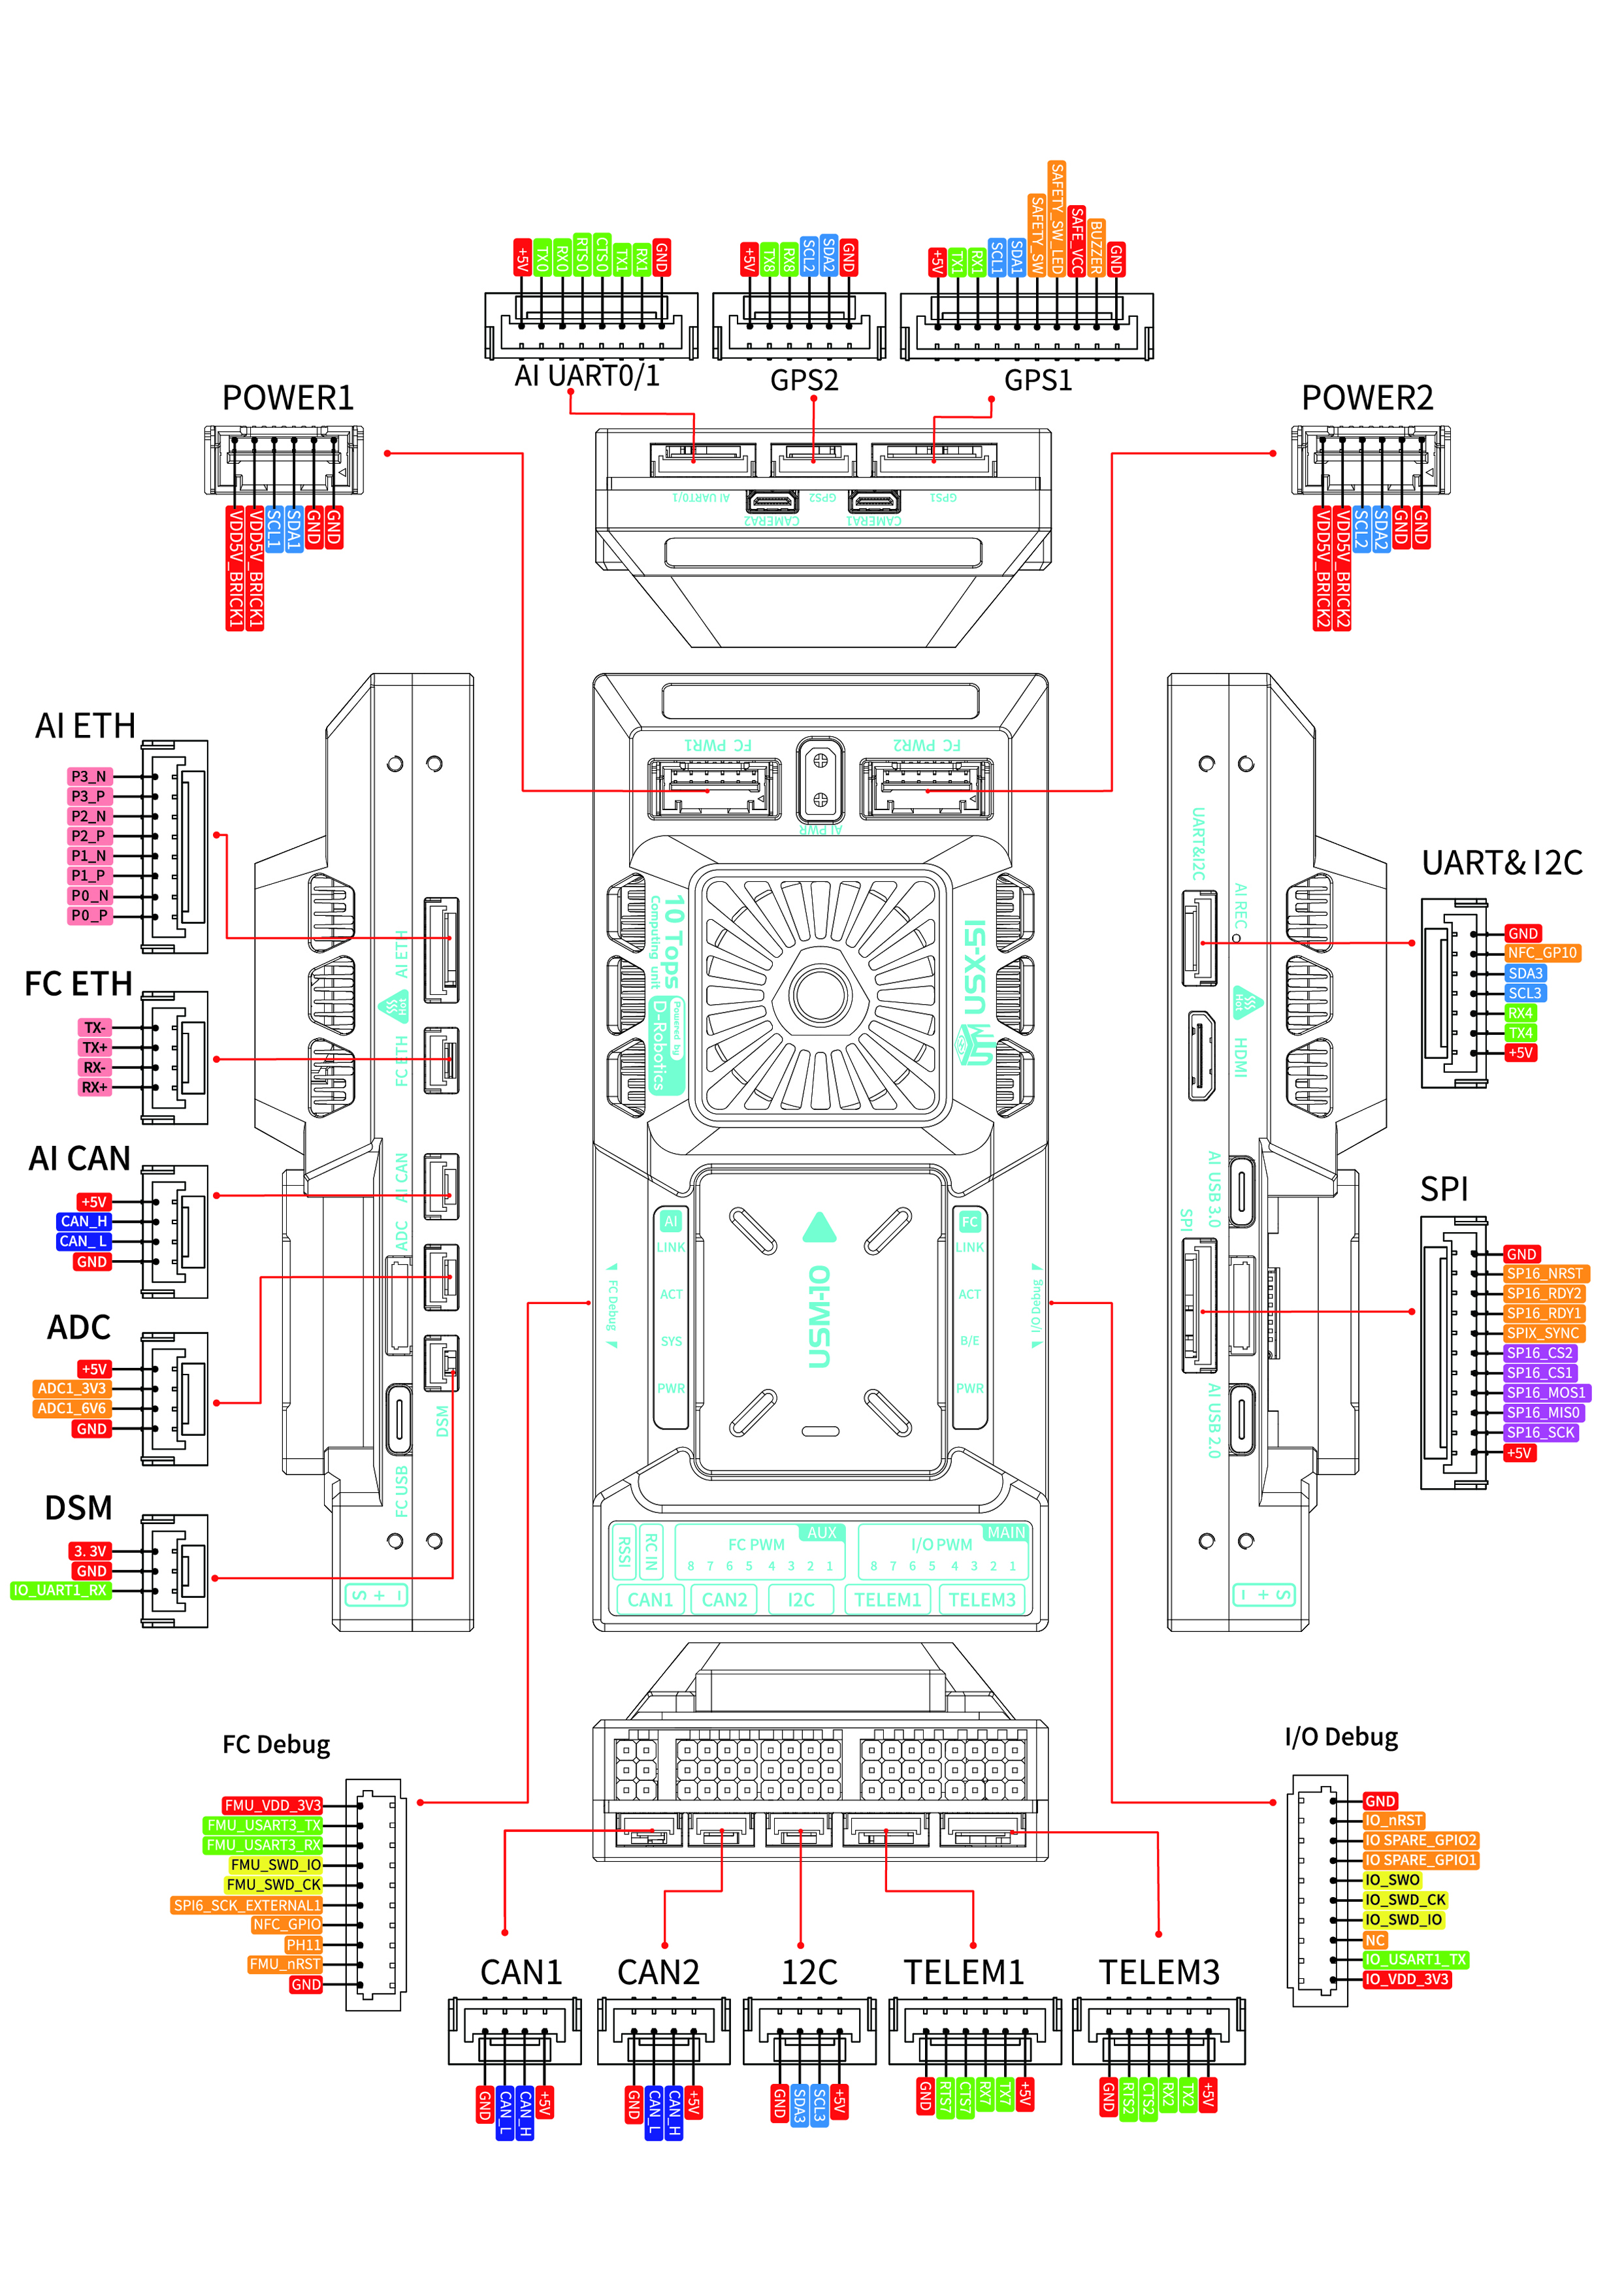 +5V
TX0
RX0
RTS0
CTS0
TX1
RX1
GND
AI UART0/1
+5V
TX8
RX8
SCL2
SDA2
GND
GPS2
+5V
TX1
RX1
SCL1
SDA1
SAFETY_SW
SAFETY_SW_LED
SAFE_VCC
BUZZER
GND
GPS1
POWER1
VDD5V_BRICK1
VDD5V_BRICK1
SCL1
SDA1
GND
GND
POWER2
VDD5V_BRICK2
VDD5V_BRICK2
SCL2
SDA2
GND
GND
AI UART0/1
GPS2
GPS1
CAMERA2
CAMERA1
AI ETH
P3_N
P3_P
P2_N
P2_P
P1_N
P1_P
P0_N
P0_P
FC ETH
TX-
TX+
RX-
RX+
AI CAN
+5V
CAN_H
CAN_L
GND
ADC
+5V
ADC1_3V3
ADC1_6V6
GND
DSM
3.3V
GND
IO_UART1_RX
AI ETH
Hot
FC ETH
AI CAN
ADC
DSM
FC USB
S + -
FC PWR1
FC PWR2
AI PWR
10 Tops
Computing unit
Powered by
D-Robotics
USX-SI
AI
LINK
ACT
SYS
PWR
FC
LINK
ACT
B/E
PWR
FC Debug
I/O Debug
USM-IO
RSSI
RC IN
FC PWM
AUX
8 7 6 5 4 3 2 1
I/O PWM
MAIN
8 7 6 5 4 3 2 1
CAN1
CAN2
I2C
TELEM1
TELEM3
UART&I2C
AI REC
Hot
HDMI
AI USB 3.0
SPI
AI USB 2.0
- + S
UART& I2C
GND
NFC_GP10
SDA3
SCL3
RX4
TX4
+5V
SPI
GND
SP16_NRST
SP16_RDY2
SP16_RDY1
SPIX_SYNC
SP16_CS2
SP16_CS1
SP16_MOS1
SP16_MIS0
SP16_SCK
+5V
FC Debug
FMU_VDD_3V3
FMU_USART3_TX
FMU_USART3_RX
FMU_SWD_IO
FMU_SWD_CK
SPI6_SCK_EXTERNAL1
NFC_GPIO
PH11
FMU_nRST
GND
I/O Debug
GND
IO_nRST
IO SPARE_GPIO2
IO SPARE_GPIO1
IO_SWO
IO_SWD_CK
IO_SWD_IO
NC
IO_USART1_TX
IO_VDD_3V3
CAN1
GND
CAN_L
CAN_H
+5V
CAN2
GND
CAN_L
CAN_H
+5V
12C
GND
SDA3
SCL3
+5V
TELEM1
GND
RTS7
CTS7
RX7
TX7
+5V
TELEM3
GND
RTS2
CTS2
RX2
TX2
+5V